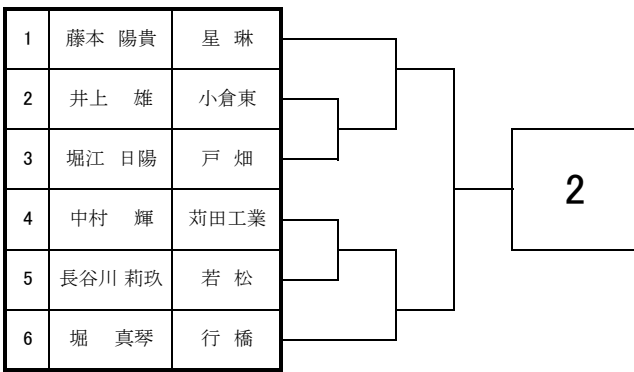 1 藤本 陽貴 星 琳
2 井上 雄 小倉東
3 堀江 日陽 戸 畑
4 中村 輝 苅田工業
5 長谷川 莉玖 若 松
6 堀 真琴 行 橋
2